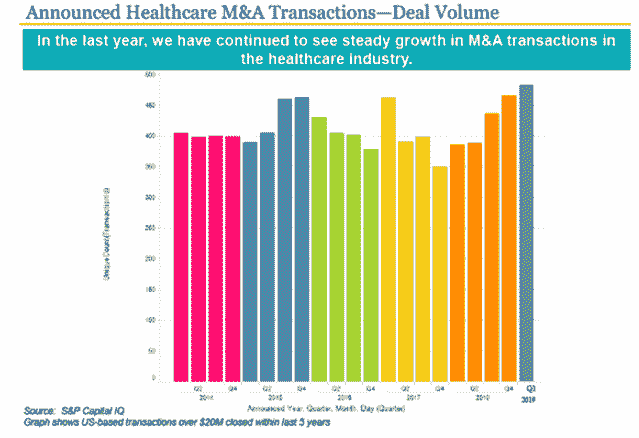 Announced Healthcare M&A Transactions—Deal Volume
In the last year, we have continued to see steady growth in M&A transactions in
the healthcare industry.
500
450
400
350
300
250
200
150
100
50
0
Q2 Q4 Q2 Q4 Q2 Q4 Q2 Q4 Q2 Q4
2014 2015 2016 2017
Announced Year, Quarter, Month, Day (Quarter)
Source: S&P Capital IQ
Graph shows US-based transactions over $20M closed within last 5 years